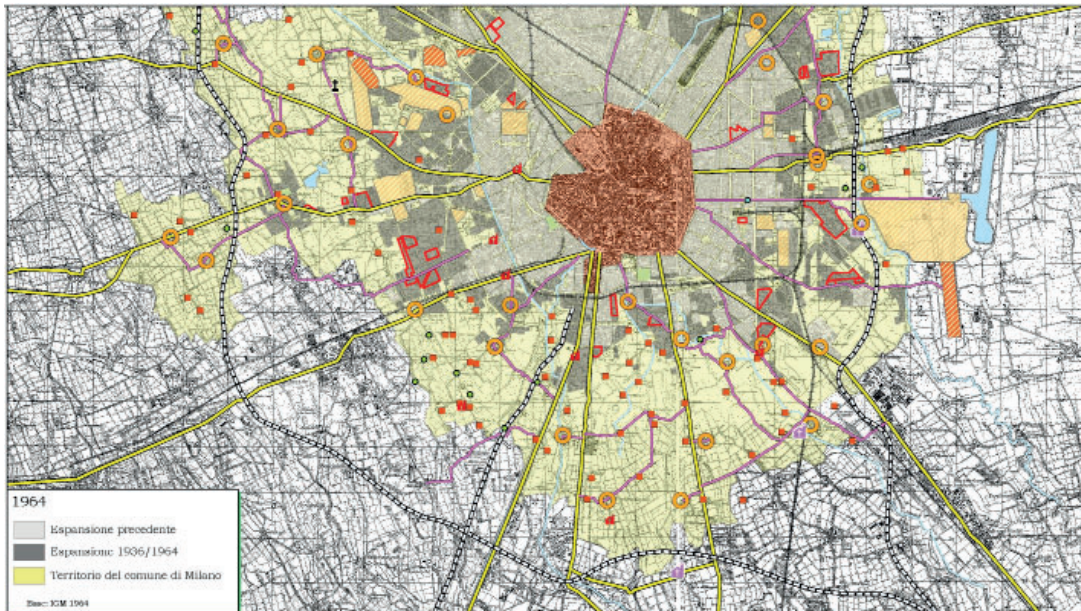 1964
Espansione precedente
Espansione 1936/1964
Territorio del comune di Milano
Base: IGM 1964